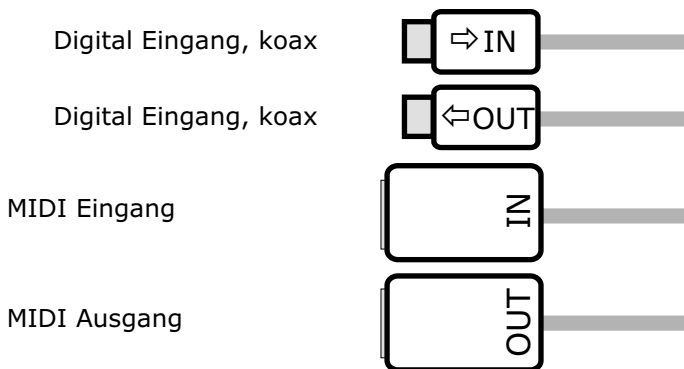 Digital Eingang, koax ⇨IN
Digital Eingang, koax ⇦OUT
MIDI Eingang IN
MIDI Ausgang OUT